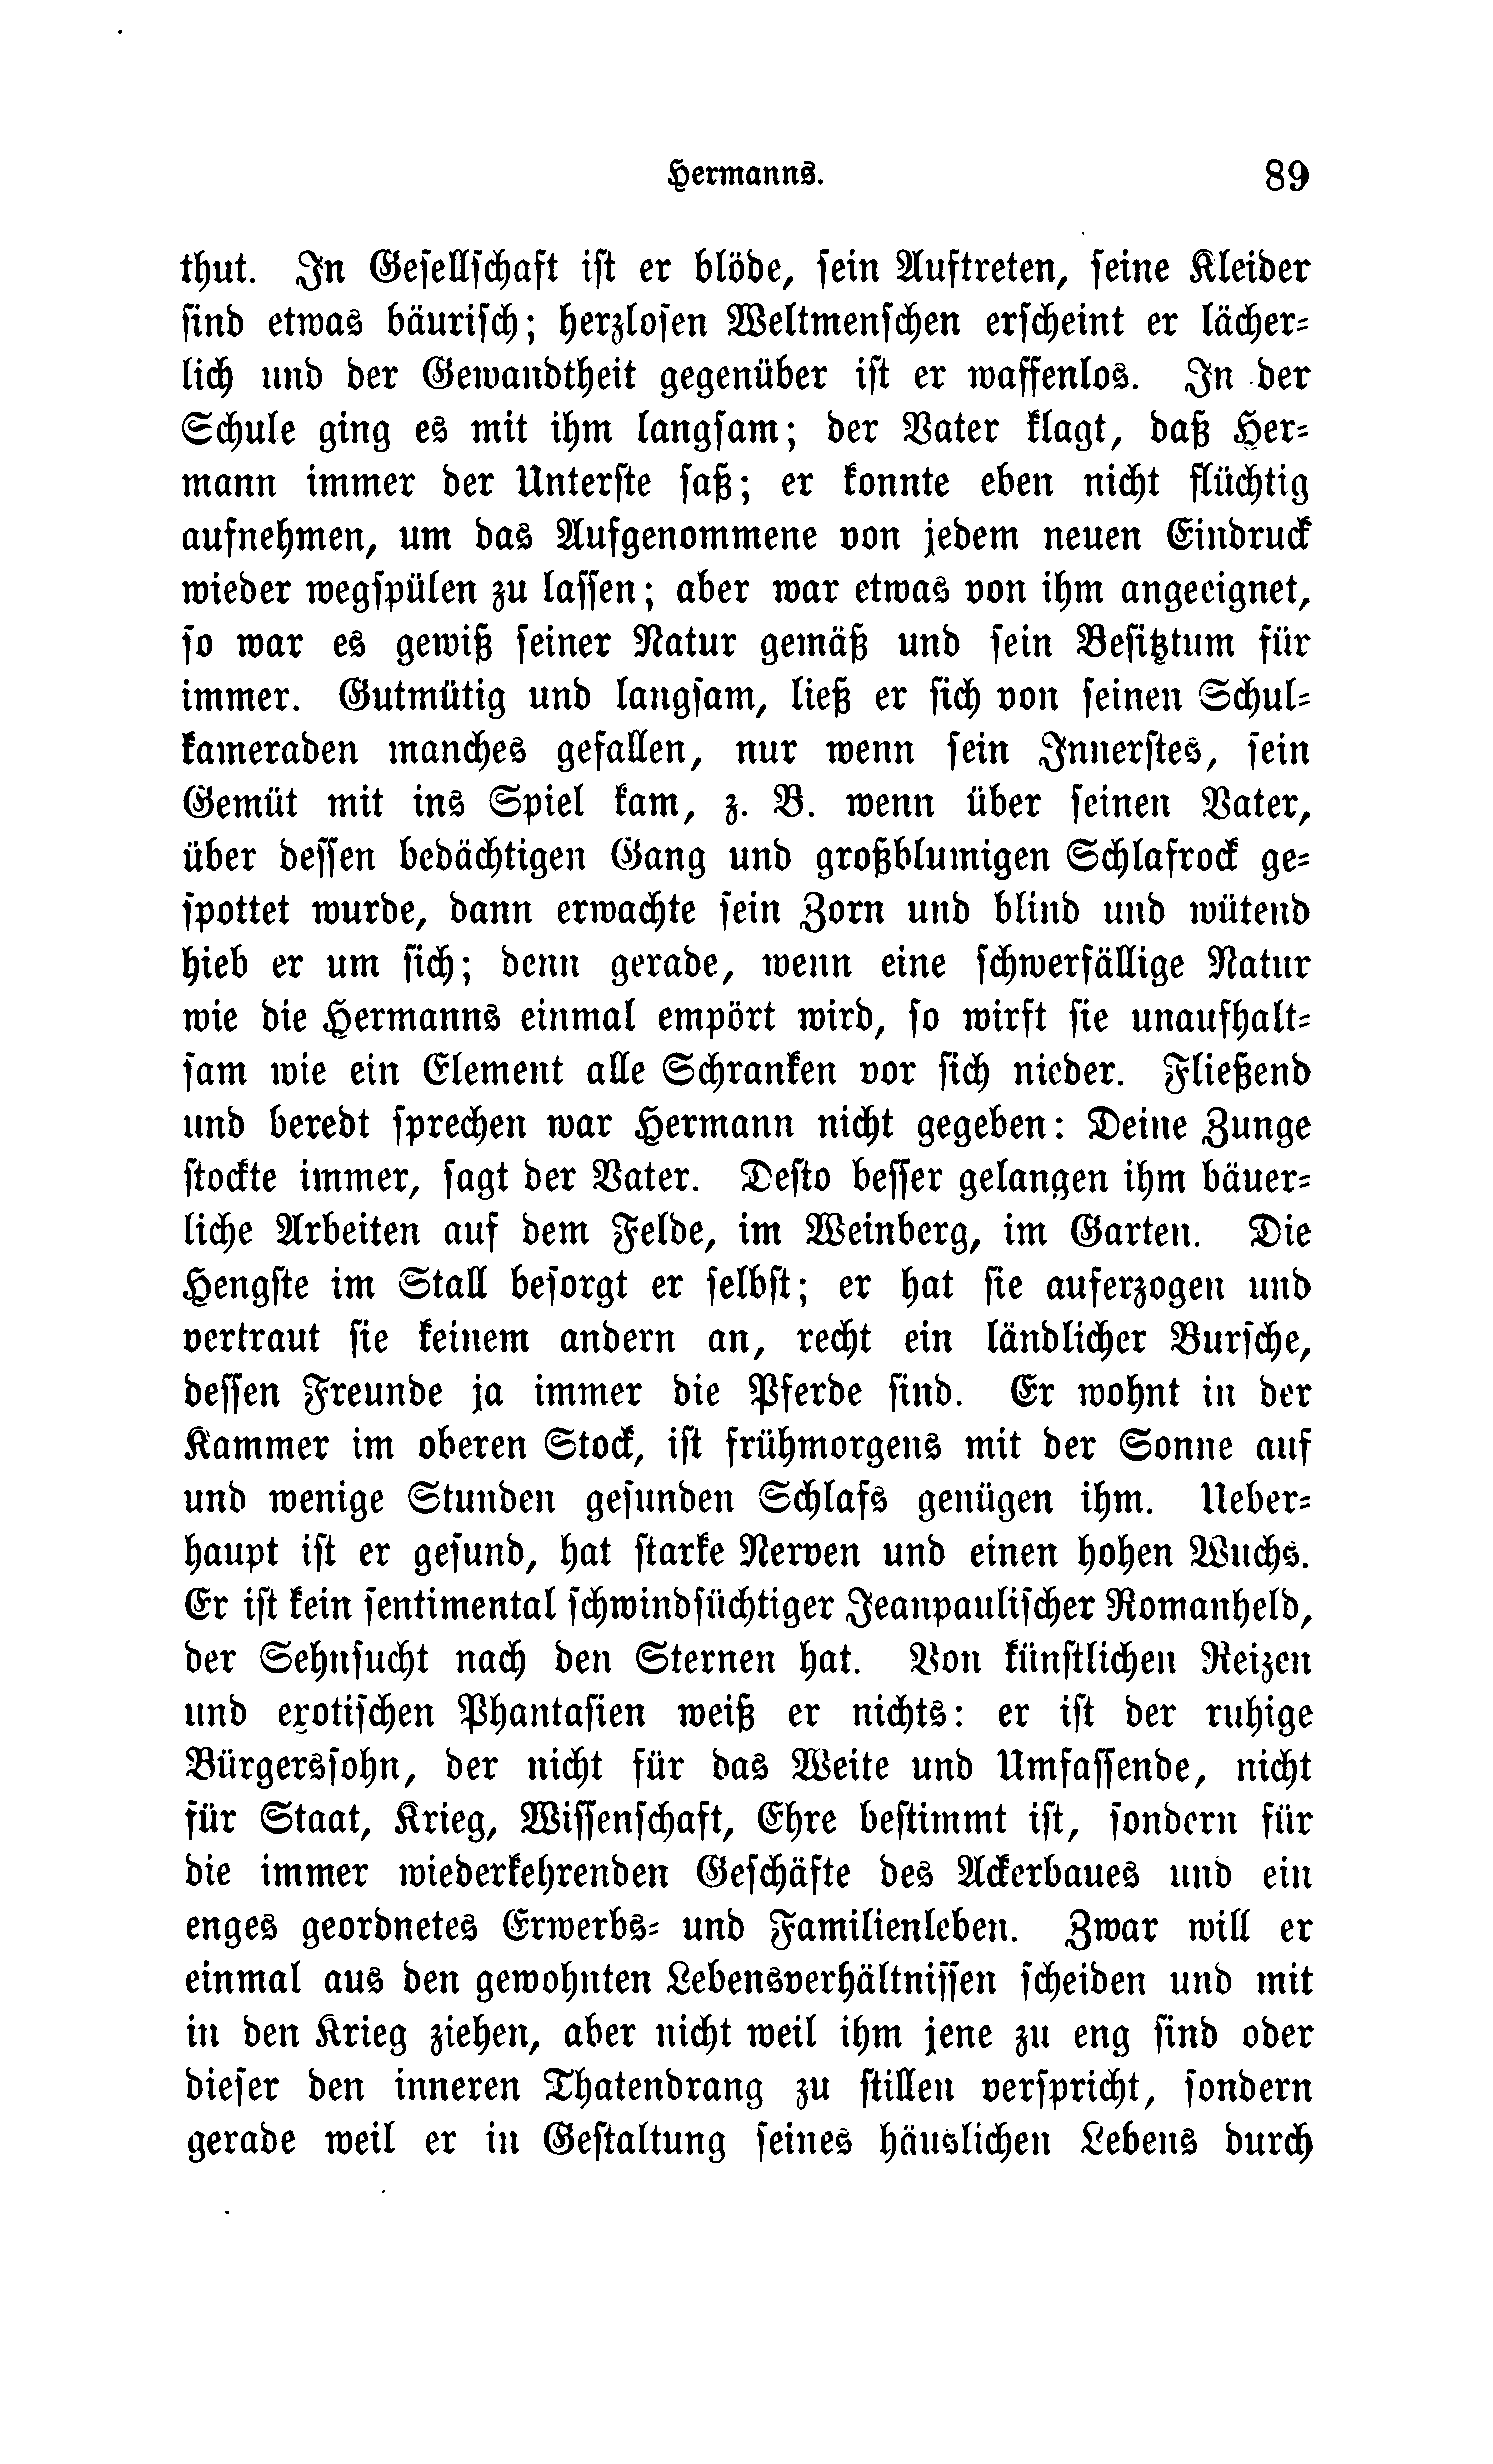 Hermanns. 89
thut. In Geſellſchaft iſt er blöde, ſein Auftreten, ſeine Kleider
ſind etwas bäuriſch; herzloſen Weltmenſchen erſcheint er lächer⸗
lich und der Gewandtheit gegenüber iſt er waffenlos. In der
Schule ging es mit ihm langſam; der Vater klagt, daß Her⸗
mann immer der Unterſte ſaß; er konnte eben nicht flüchtig
aufnehmen, um das Aufgenommene von jedem neuen Eindruck
wieder wegſpülen zu laſſen; aber war etwas von ihm angeeignet,
ſo war es gewiß ſeiner Natur gemäß und ſein Beſitztum für
immer. Gutmütig und langſam, ließ er ſich von ſeinen Schul⸗
kameraden manches gefallen, nur wenn ſein Innerſtes, ſein
Gemüt mit ins Spiel kam, z. B. wenn über ſeinen Vater,
über deſſen bedächtigen Gang und großblumigen Schlafrock ge⸗
ſpottet wurde, dann erwachte ſein Zorn und blind und wütend
hieb er um ſich; denn gerade, wenn eine ſchwerfällige Natur
wie die Hermanns einmal empört wird, ſo wirft ſie unaufhalt⸗
ſam wie ein Element alle Schranken vor ſich nieder. Fließend
und beredt ſprechen war Hermann nicht gegeben: Deine Zunge
ſtockte immer, ſagt der Vater. Deſto beſſer gelangen ihm bäuer⸗
liche Arbeiten auf dem Felde, im Weinberg, im Garten. Die
Hengſte im Stall beſorgt er ſelbſt; er hat ſie auferzogen und
vertraut ſie keinem andern an, recht ein ländlicher Burſche,
deſſen Freunde ja immer die Pferde ſind. Er wohnt in der
Kammer im oberen Stock, iſt frühmorgens mit der Sonne auf
und wenige Stunden geſunden Schlafs genügen ihm. Ueber⸗
haupt iſt er geſund, hat ſtarke Nerven und einen hohen Wuchs.
Er iſt kein ſentimental ſchwindſüchtiger Jeanpauliſcher Romanheld,
der Sehnſucht nach den Sternen hat. Von künſtlichen Reizen
und exotiſchen Phantaſien weiß er nichts: er iſt der ruhige
Bürgersſohn, der nicht für das Weite und Umfaſſende, nicht
für Staat, Krieg, Wiſſenſchaft, Ehre beſtimmt iſt, ſondern für
die immer wiederkehrenden Geſchäfte des Ackerbaues und ein
enges geordnetes Erwerbs⸗ und Familienleben. Zwar will er
einmal aus den gewohnten Lebensverhältniſſen ſcheiden und mit
in den Krieg ziehen, aber nicht weil ihm jene zu eng ſind oder
dieſer den inneren Thatendrang zu ſtillen verſpricht, ſondern
gerade weil er in Geſtaltung ſeines häuslichen Lebens durch